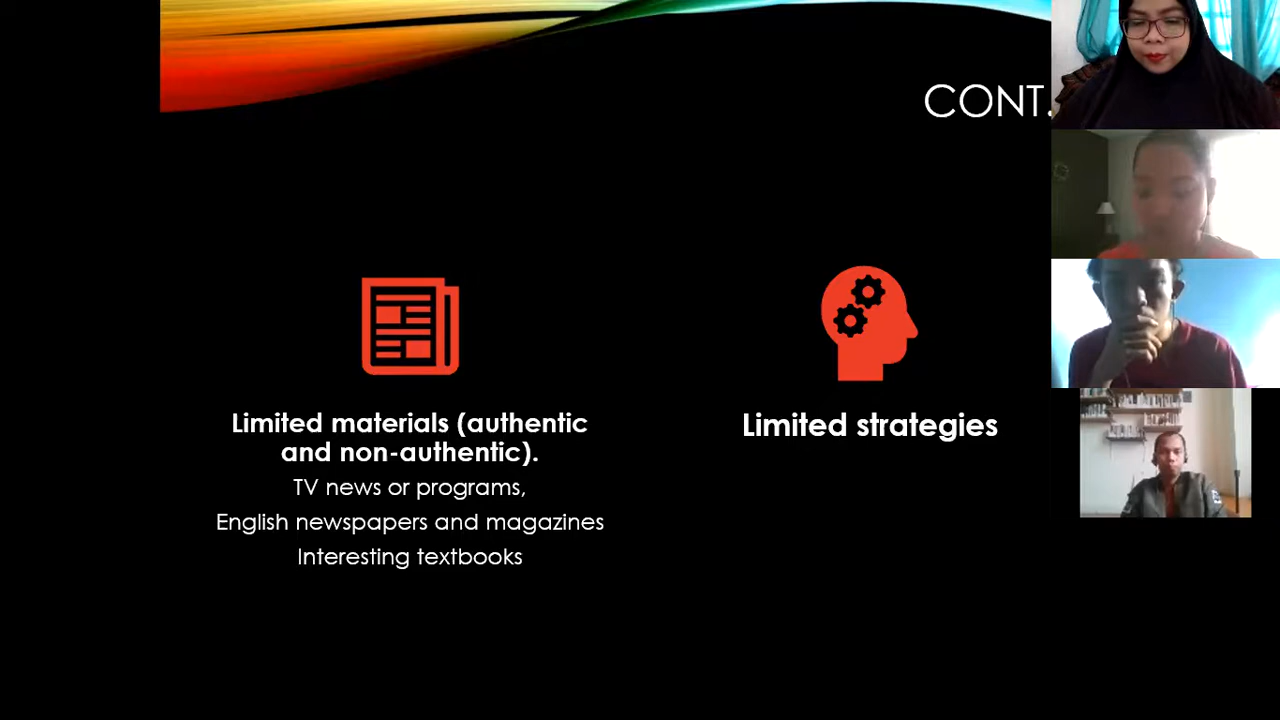 CONT.
Limited materials (authentic
and non-authentic).
TV news or programs,
English newspapers and magazines
Interesting textbooks
Limited strategies